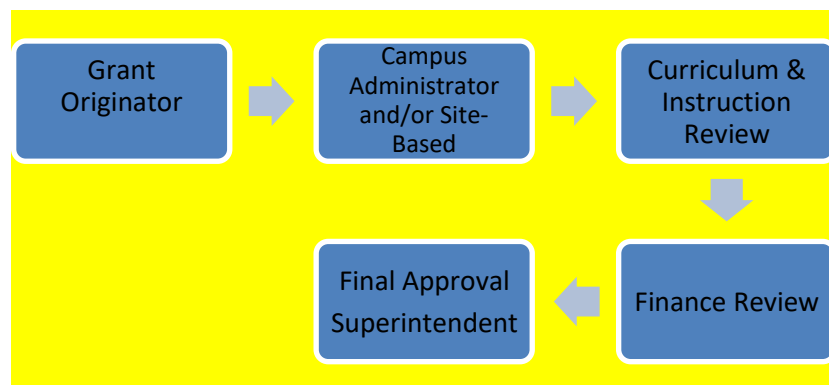 Grant
Originator
Campus
Administrator
and/or Site-
Based
Curriculum &
Instruction
Review
Finance Review
Final Approval
Superintendent